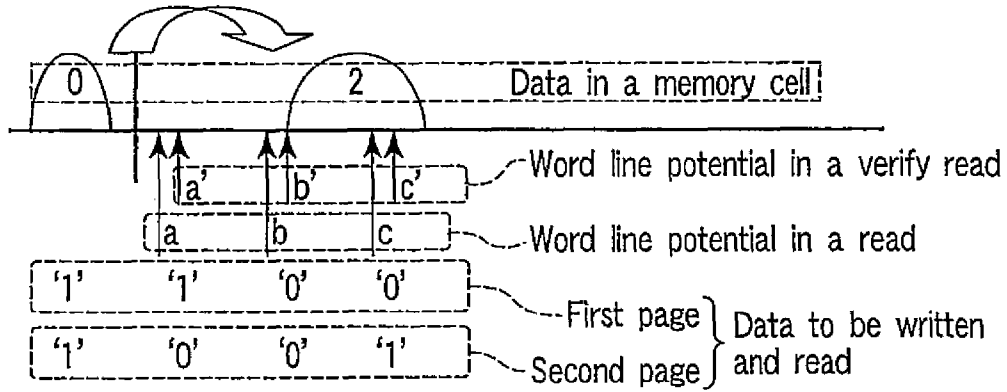 0 2 Data in a memory cell
a' b' c' Word line potential in a verify read
a b c Word line potential in a read
'1' '1' '0' '0' First page
'1' '0' '0' '1' Second page
Data to be written
and read